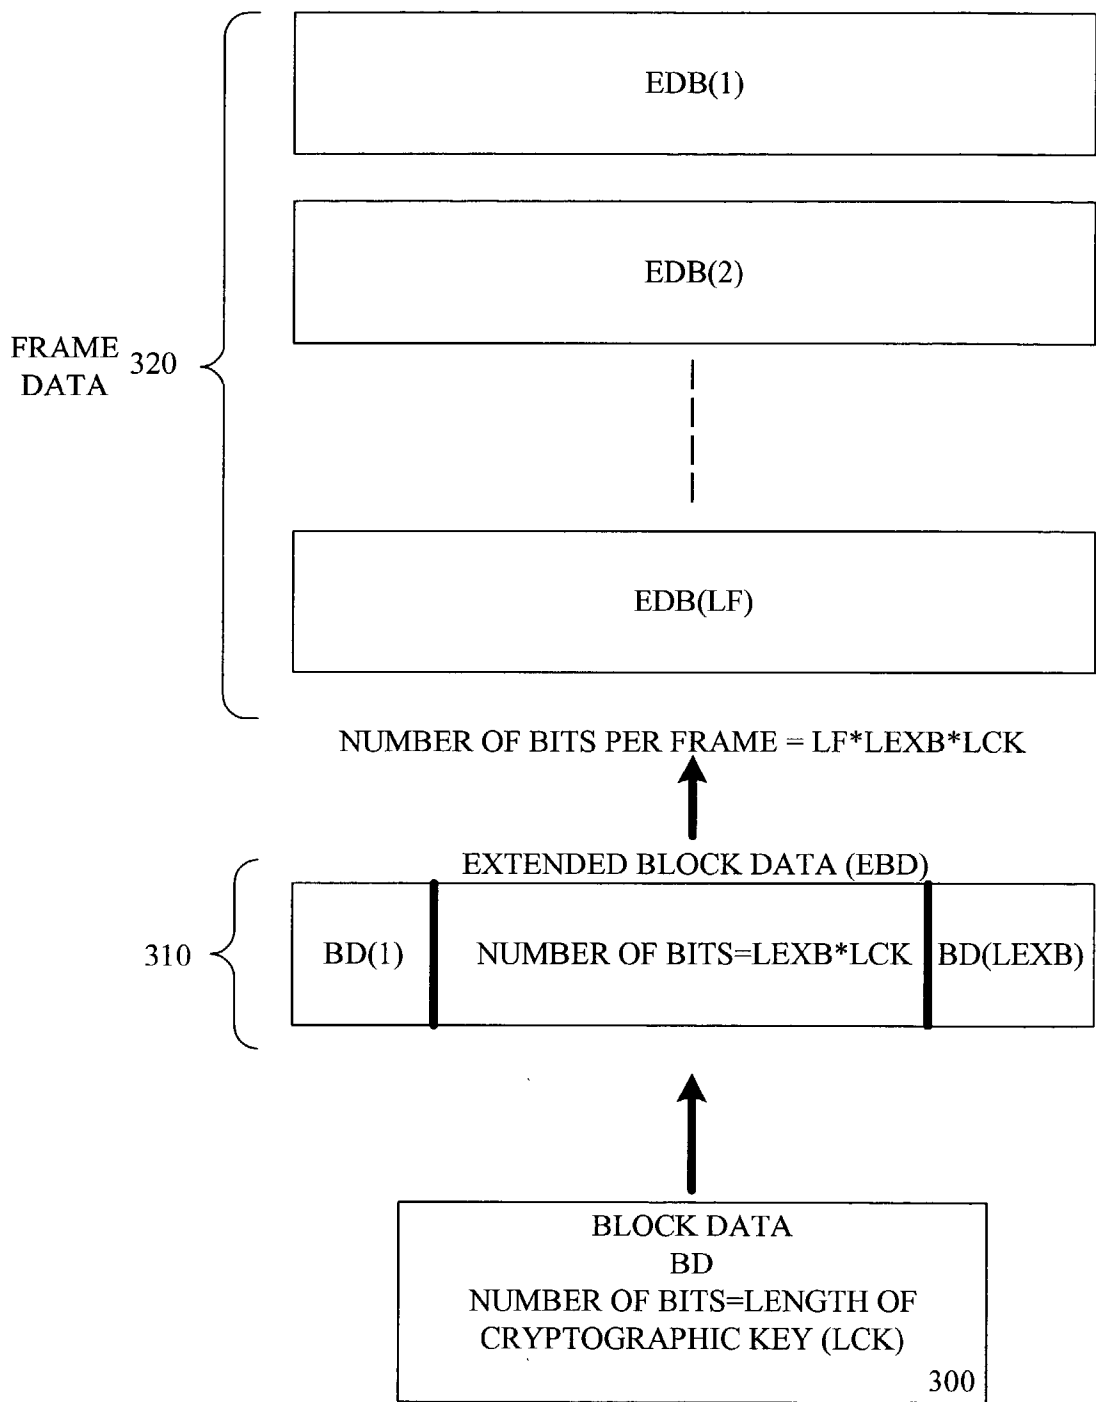 EDB(1)
EDB(2)
FRAME
DATA
320
EDB(LF)
NUMBER OF BITS PER FRAME = LF*LEXB*LCK
EXTENDED BLOCK DATA (EBD)
310
BD(1)
NUMBER OF BITS=LEXB*LCK
BD(LEXB)
BLOCK DATA
BD
NUMBER OF BITS=LENGTH OF
CRYPTOGRAPHIC KEY (LCK)
300